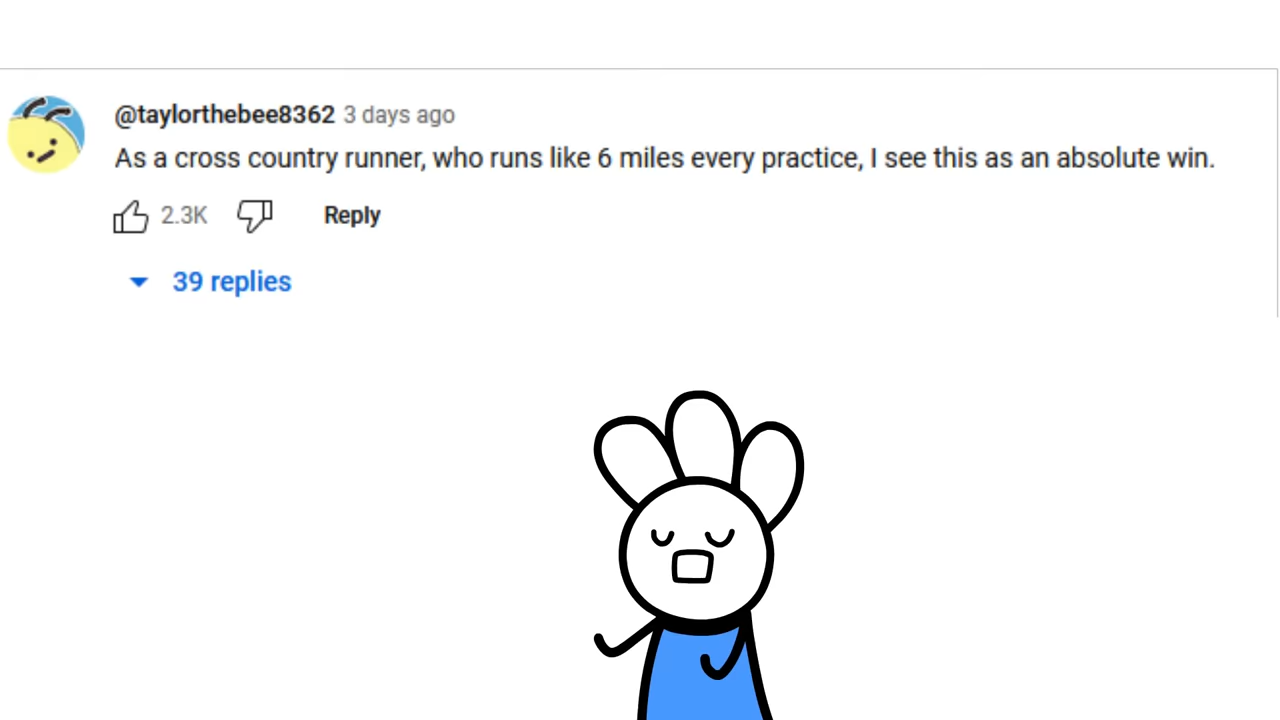 @taylorthebee8362 3 days ago
As a cross country runner, who runs like 6 miles every practice, I see this as an absolute win.
2.3K Reply
39 replies